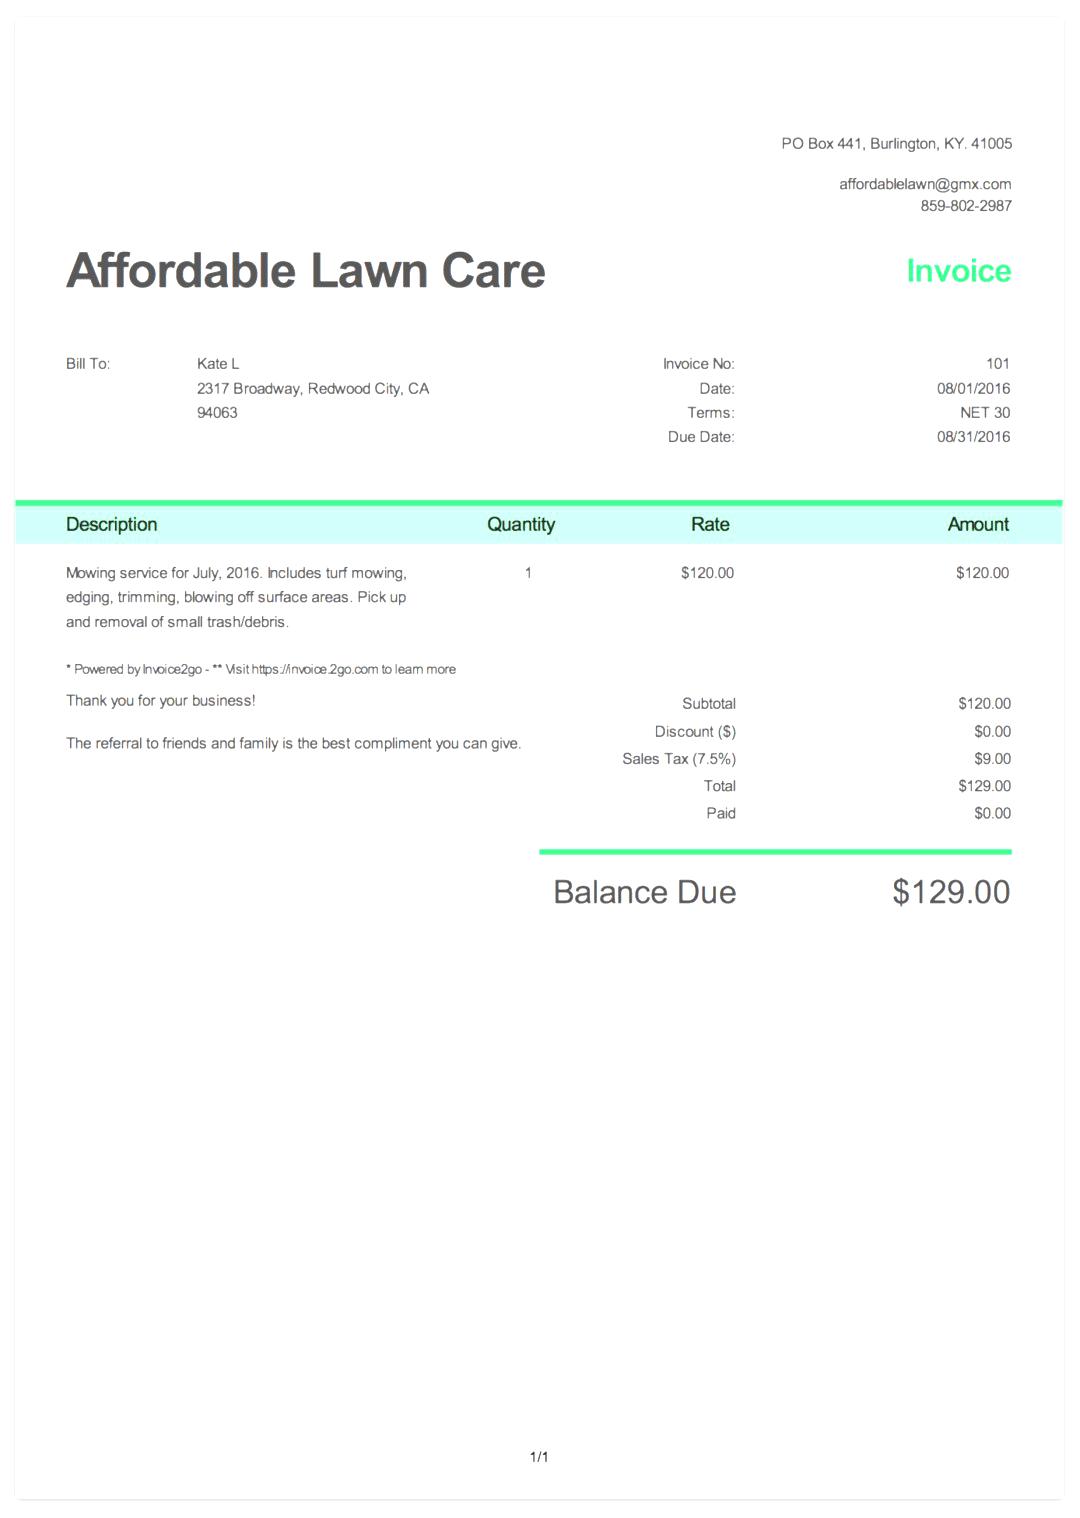 PO Box 441, Burlington, KY. 41005
affordablelawn@gmx.com
859-802-2987
Affordable Lawn Care Invoice
Bill To: Kate L Invoice No: 101
2317 Broadway, Redwood City, CA Date: 08/01/2016
94063 Terms: NET 30
Due Date: 08/31/2016
Description Quantity Rate Amount
Mowing service for July, 2016. Includes turf mowing, 1 $120.00 $120.00
edging, trimming, blowing off surface areas. Pick up
and removal of small trash/debris.
* Powered by Invoice2go - ** Visit https://invoice.2go.com to learn more
Thank you for your business! Subtotal $120.00
Discount ($) $0.00
The referral to friends and family is the best compliment you can give.
Sales Tax (7.5%) $9.00
Total $129.00
Paid $0.00
Balance Due $129.00
1/1